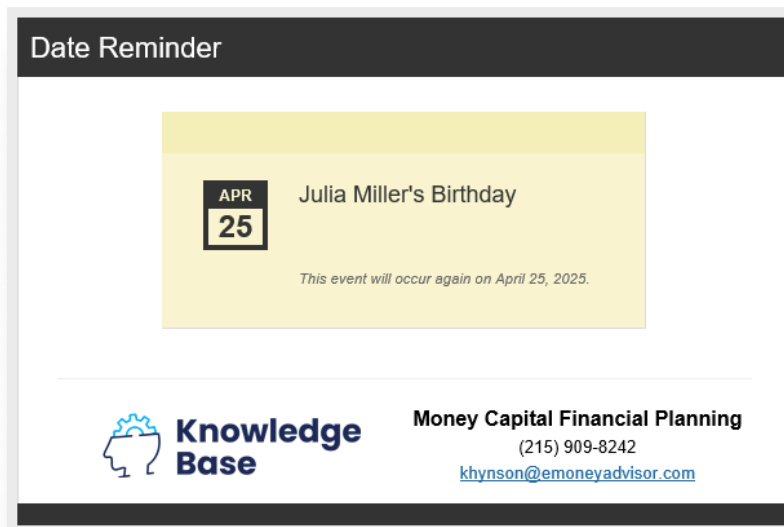 Date Reminder
APR
25
Julia Miller's Birthday
This event will occur again on April 25, 2025.
Knowledge
Base
Money Capital Financial Planning
(215) 909-8242
khynson@emoneyadvisor.com